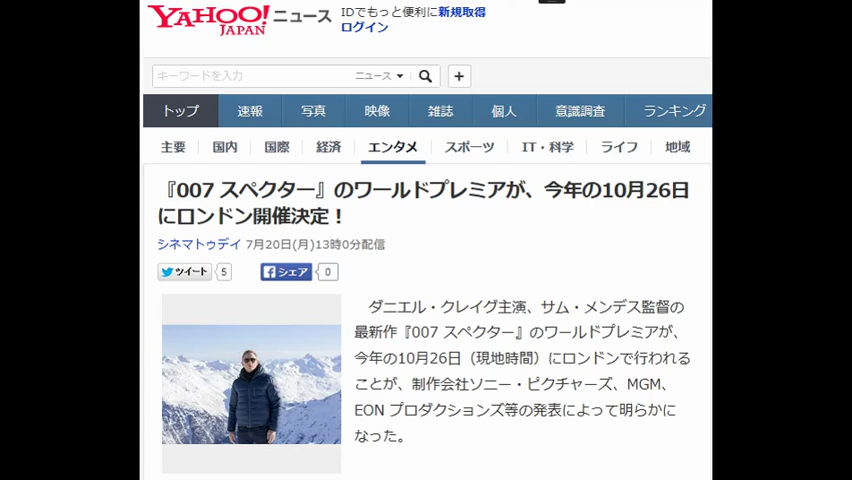 YAHOO! JAPAN ニュース
IDでもっと便利に新規取得
ログイン
キーワードを入力 ニュース
トップ 速報 写真 映像 雑誌 個人 意識調査 ランキング
主要 国内 国際 経済 エンタメ スポーツ IT・科学 ライフ 地域
『007 スペクター』のワールドプレミアが、今年の10月26日
にロンドン開催決定！
シネマトゥデイ 7月20日(月)13時0分配信
ツイート 5 シェア 0
ダニエル・クレイグ主演、サム・メンデス監督の
最新作『007 スペクター』のワールドプレミアが、
今年の10月26日（現地時間）にロンドンで行われる
ことが、制作会社ソニー・ピクチャーズ、MGM、
EON プロダクションズ等の発表によって明らかに
なった。